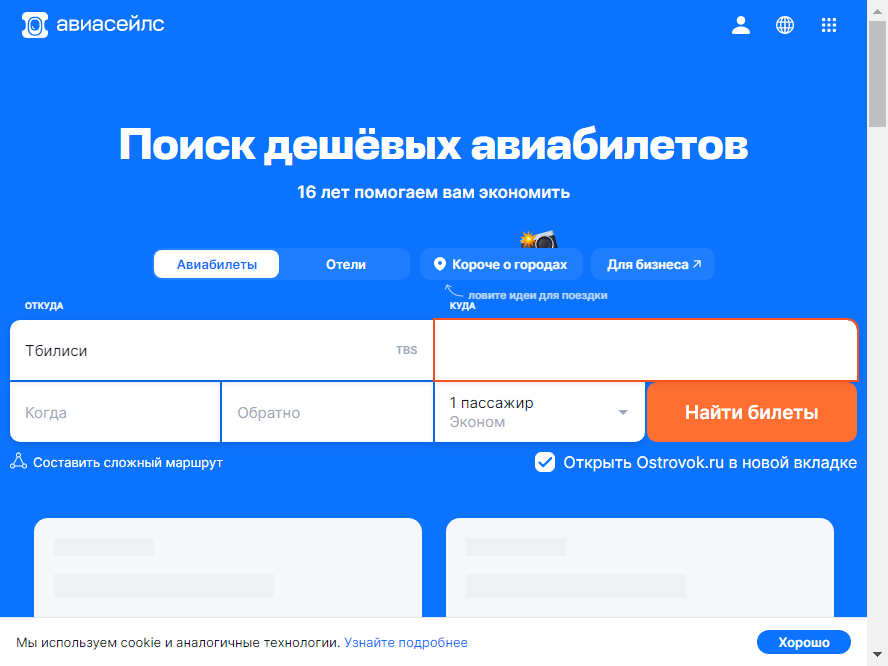 авиасейлс
Поиск дешёвых авиабилетов
16 лет помогаем вам экономить
Авиабилеты
Отели
Короче о городах
Для бизнеса
ловите идеи для поездки
ОТКУДА
КУДА
Тбилиси
TBS
Когда
Обратно
1 пассажир
Эконом
Найти билеты
Составить сложный маршрут
Открыть Ostrovok.ru в новой вкладке
Мы используем cookie и аналогичные технологии. Узнайте подробнее
Хорошо